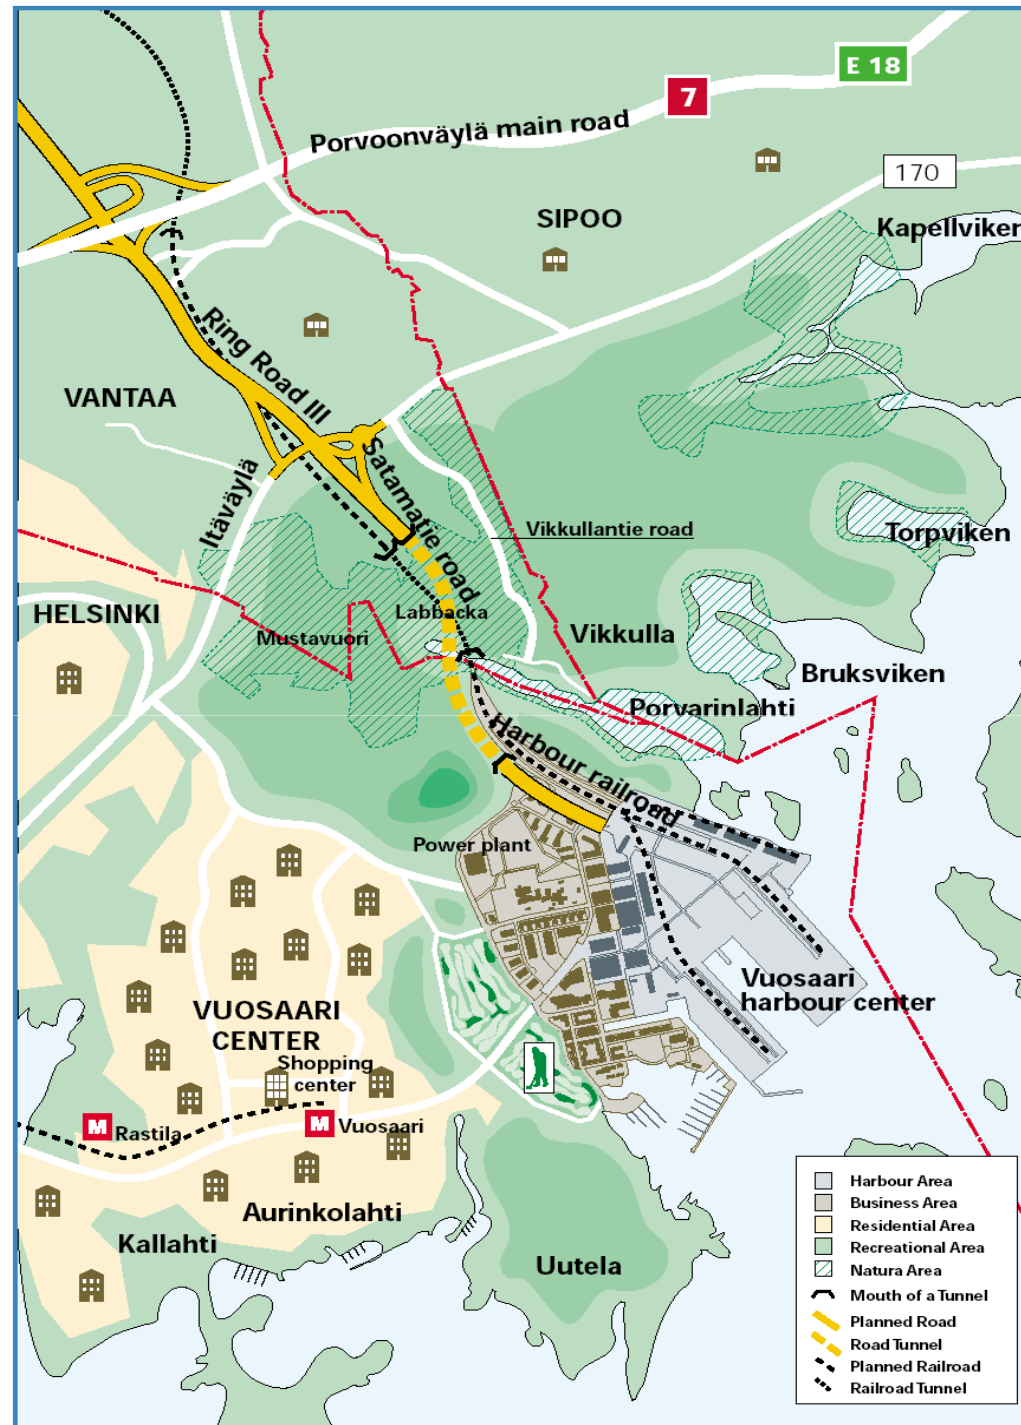 E 18
7
Porvoonväylä main road
170
SIPOO
Kapellviken
Ring Road III
VANTAA
Satamatie road
Itäväylä
Vikkullantie road
Torpviken
HELSINKI
Labbacka
Mustavuori
Vikkulla
Bruksviken
Porvarinlahti
Harbour railroad
Power plant
Vuosaari
harbour center
VUOSAARI
CENTER
Shopping
center
M
Rastila
M
Vuosaari
Aurinkolahti
Kallahti
Uutela
Harbour Area
Business Area
Residential Area
Recreational Area
Natura Area
Mouth of a Tunnel
Planned Road
Road Tunnel
Planned Railroad
Railroad Tunnel